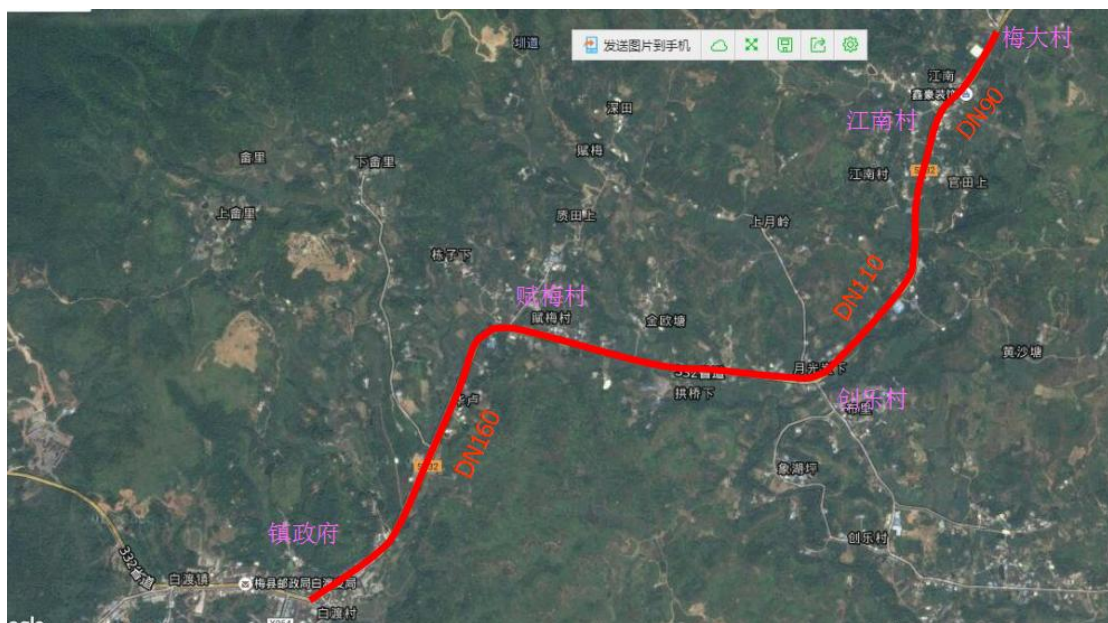 梅大村
发送图片到手机
圳道
江南
鑫豪装饰
DN90
江南村
深田
赋梅
畲里
下畲里
江南村
官田上
上畲里
质田上
上月岭
栋子下
DN110
赋梅村
赋梅村
金欧塘
黄沙塘
332省道
月光堂下
拱桥下
创乐村
布里
DN160
象湖坪
镇政府
创乐村
332省道
白渡镇
梅县邮政局白渡支局
白渡村